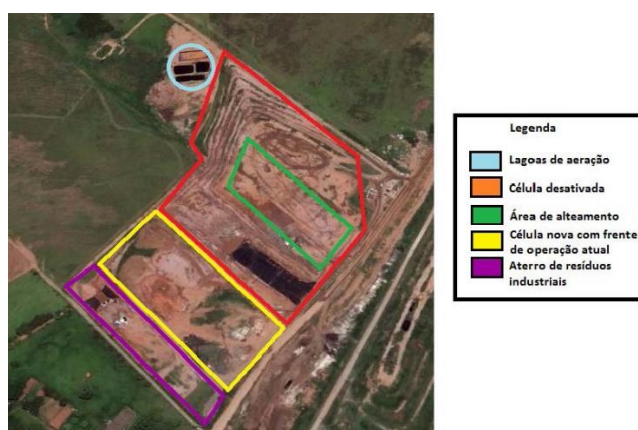 Legenda
Lagoas de aeração
Célula desativada
Área de alteamento
Célula nova com frente
de operação atual
Aterro de resíduos
industriais